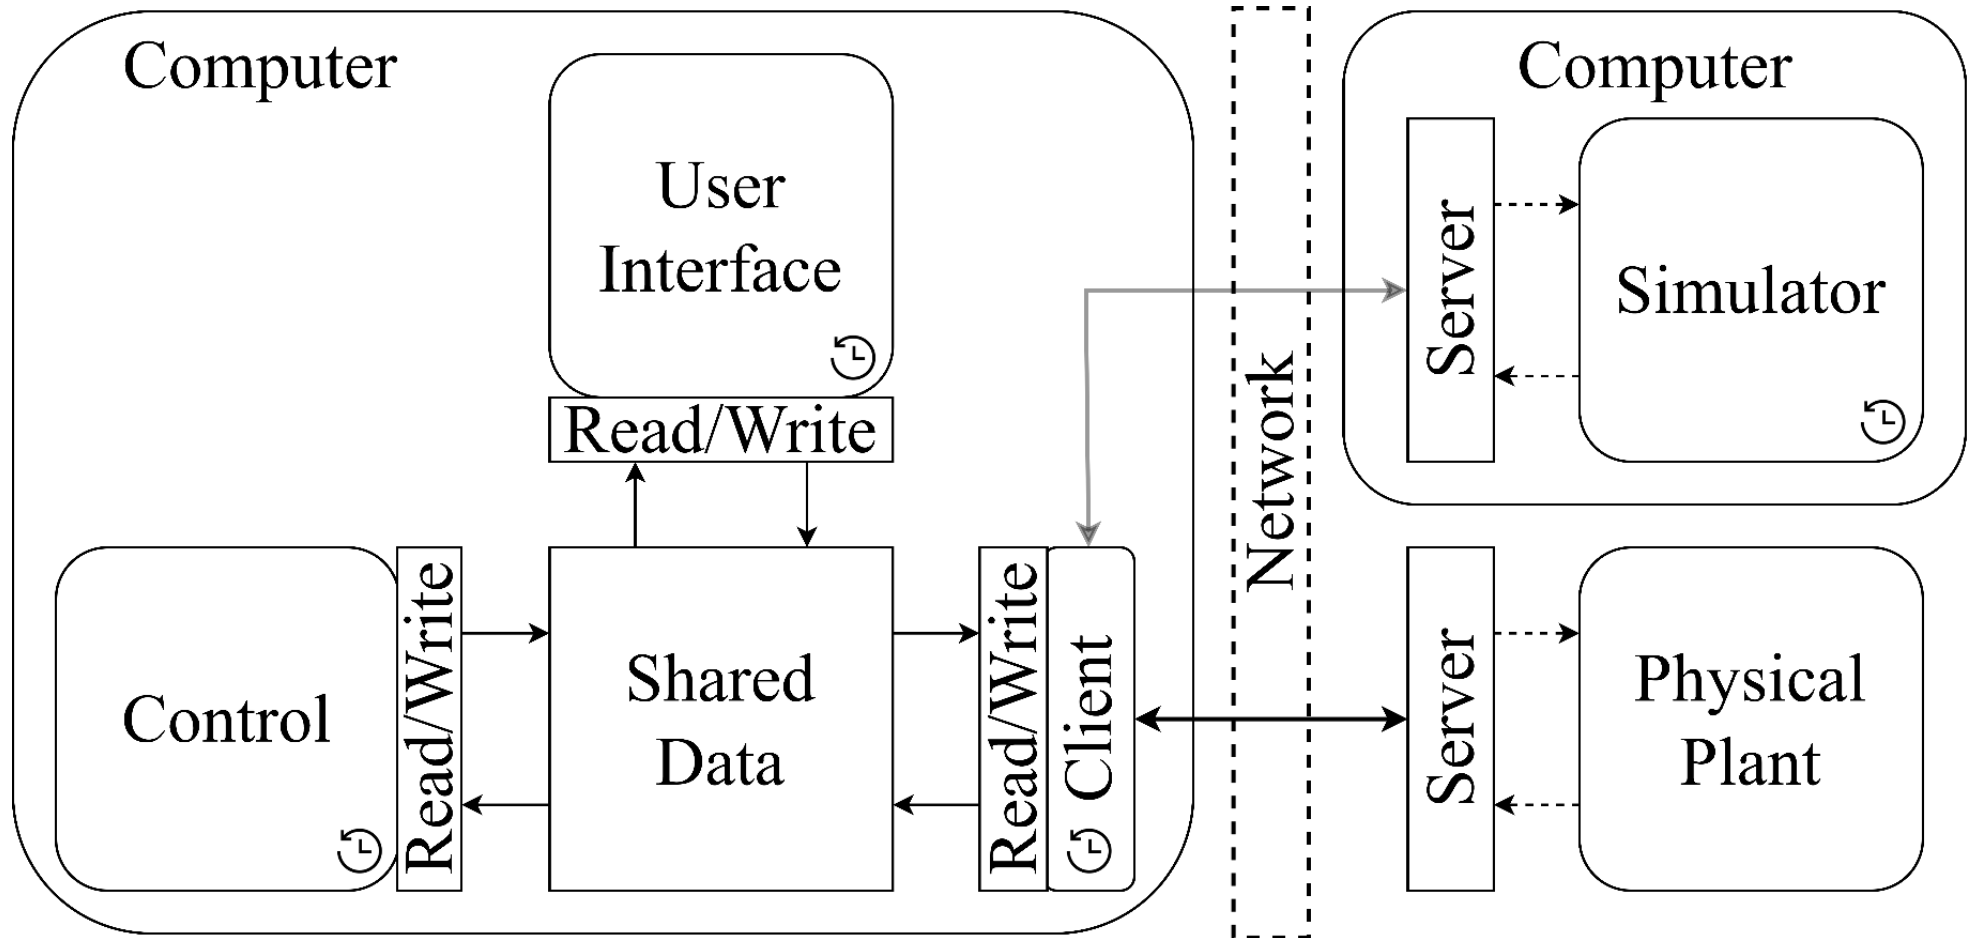 Computer
User
Interface
Read/Write
Control
Read/Write
Shared
Data
Read/Write
Client
Network
Computer
Server
Simulator
Server
Physical
Plant